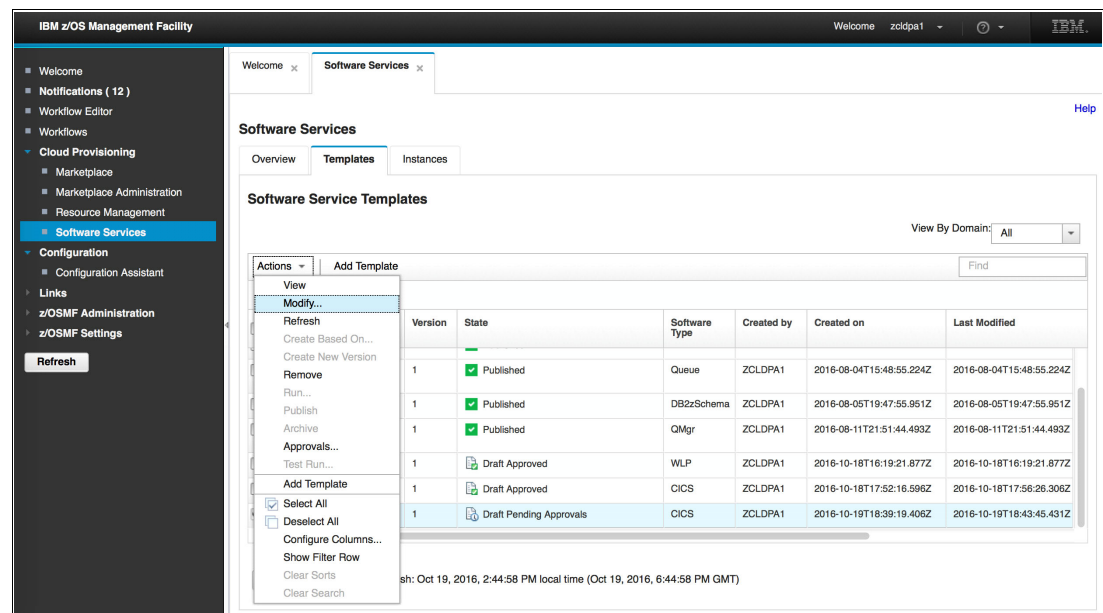 IBM z/OS Management Facility
Welcome zcldpa1
IBM.
Welcome
Notifications ( 12 )
Workflow Editor
Workflows
Cloud Provisioning
Marketplace
Marketplace Administration
Resource Management
Software Services
Configuration
Configuration Assistant
Links
z/OSMF Administration
z/OSMF Settings
Refresh
Welcome
Software Services
Help
Software Services
Overview
Templates
Instances
Software Service Templates
View By Domain: All
Actions
Add Template
Find
View
Modify...
Refresh
Create Based On...
Create New Version
Remove
Run...
Publish
Archive
Approvals...
Test Run...
Add Template
Select All
Deselect All
Configure Columns...
Show Filter Row
Clear Sorts
Clear Search
Version State Software Type Created by Created on Last Modified
1 Published Queue ZCLDPA1 2016-08-04T15:48:55.224Z 2016-08-04T15:48:55.224Z
1 Published DB2zSchema ZCLDPA1 2016-08-05T19:47:55.951Z 2016-08-05T19:47:55.951Z
1 Published QMgr ZCLDPA1 2016-08-11T21:51:44.493Z 2016-08-11T21:51:44.493Z
1 Draft Approved WLP ZCLDPA1 2016-10-18T16:19:21.877Z 2016-10-18T16:19:21.877Z
1 Draft Approved CICS ZCLDPA1 2016-10-18T17:52:16.596Z 2016-10-18T17:56:26.306Z
1 Draft Pending Approvals CICS ZCLDPA1 2016-10-19T18:39:19.406Z 2016-10-19T18:43:45.431Z
sh: Oct 19, 2016, 2:44:58 PM local time (Oct 19, 2016, 6:44:58 PM GMT)